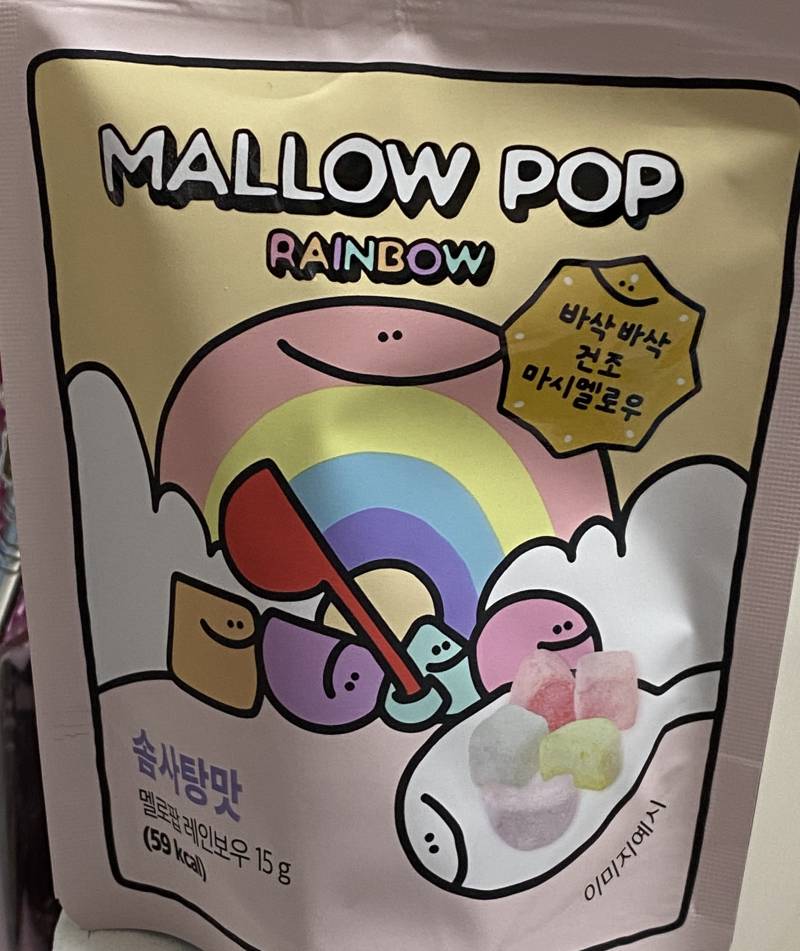 MALLOW POP
RAINBOW
바삭 바삭
건조
마시멜로우
솜사탕맛
멜로팝 레인보우 15 g
(59 kcal)
이미지예시